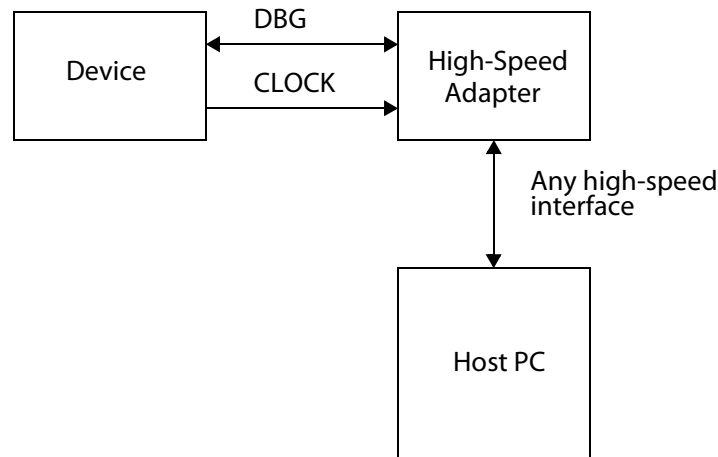 DBG
Device
CLOCK
High-Speed
Adapter
Any high-speed
interface
Host PC